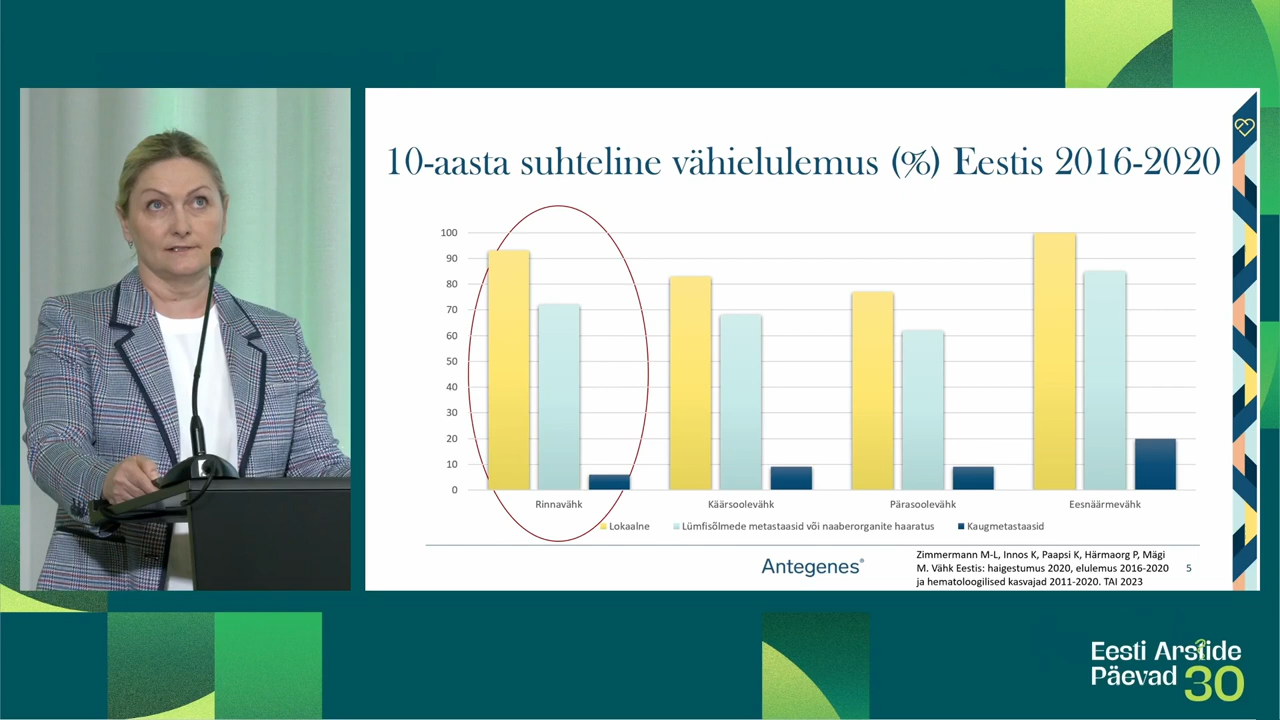 10-aasta suhteline vähielulemus (%) Eestis 2016-2020
100
90
80
70
60
50
40
30
20
10
0
Rinnavähk Käärsoolevähk Pärasoolevähk Eesnäärmevähk
Lokaalne Lümfisõlmede metastaasid või naaberorganite haaratus Kaugmetastaasid
Antegenes®
Zimmermann M-L, Innos K, Paapsi K, Härmaorg P, Mägi
M. Vähk Eestis: haigestumus 2020, elulemus 2016-2020
ja hematoloogilised kasvajad 2011-2020. TAI 2023
5
Eesti Arstide
Päevad 30